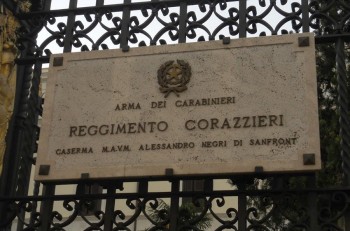 ARMA DEI CARABINIERI
REGGIMENTO CORAZZIERI
CASERMA M.A.V.M. ALESSANDRO NEGRI DI SANFRONT